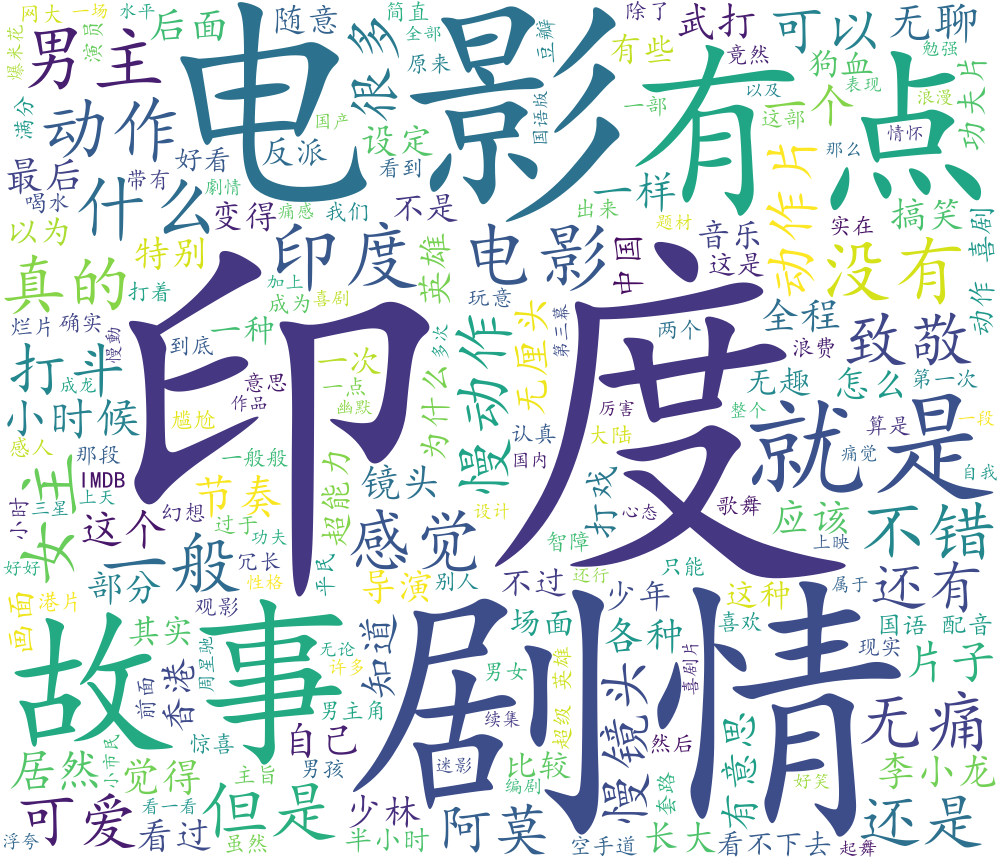 网大 一场 水平
爆米花
演员
男主
后面
随意
简直
全部
很多
原来
豆瓣
国语版
除了
有些
武打
竟然
可以
无聊
勉强
表现
狗血
功夫片
浪漫
一部
以及
这部
一个
情怀
那么
满分
动作
电影
有点
国产
反派
设定
看到
好看
最后
带有
喝水
什么
劇情
变得
痛感
我们
不是
出来
一样
题材
音乐
实在
搞笑
喜剧
动作片
没有
中国
这是
以为
特别
印度
电影
英雄
真的
打着
加上
成为
喜剧
玩意
无厘头
第三幕
两个
全程
浪费
致敬
动作
烂片
确实
慢動
到底
一种
一次
多次
慢动作
印度
打斗
成龙
意思
作品
一点
幽默
为什么
无趣
怎么
第一次
小时候
尴尬
厉害
大陆
整个
就是
算是
一段
感人
那段
一般般
认真
国内
痛觉
自我
女主
IMDB
上天
三星
节奏
超能力
镜头
打戏
心态
歌舞
应该
上映
不错
小时
这个
幻想
过于
功夫
设计
感觉
智障
好好
一般
冗长
性格
平民
部分
导演
别人
不过
还行
只能
少年
这种
属于
还有
画面
港片
观影
故事
剧情
其实
周星驰
无论
许多
知道
场面
各种
喜欢
国语 配音
现实
片子
前面
香港
男女
英雄
喜剧片
慢镜头
男主角
续集
超级
然后
无痛
惊喜
自己
居然
小市民
觉得
主旨
男孩
迷影
比较
编剧
套路
有意思
好笑
李小龙
可爱
看一看
看过
但是
少林
阿莫
还是
浮夸
虽然
半小时
空手道
长大
看不下去
起舞